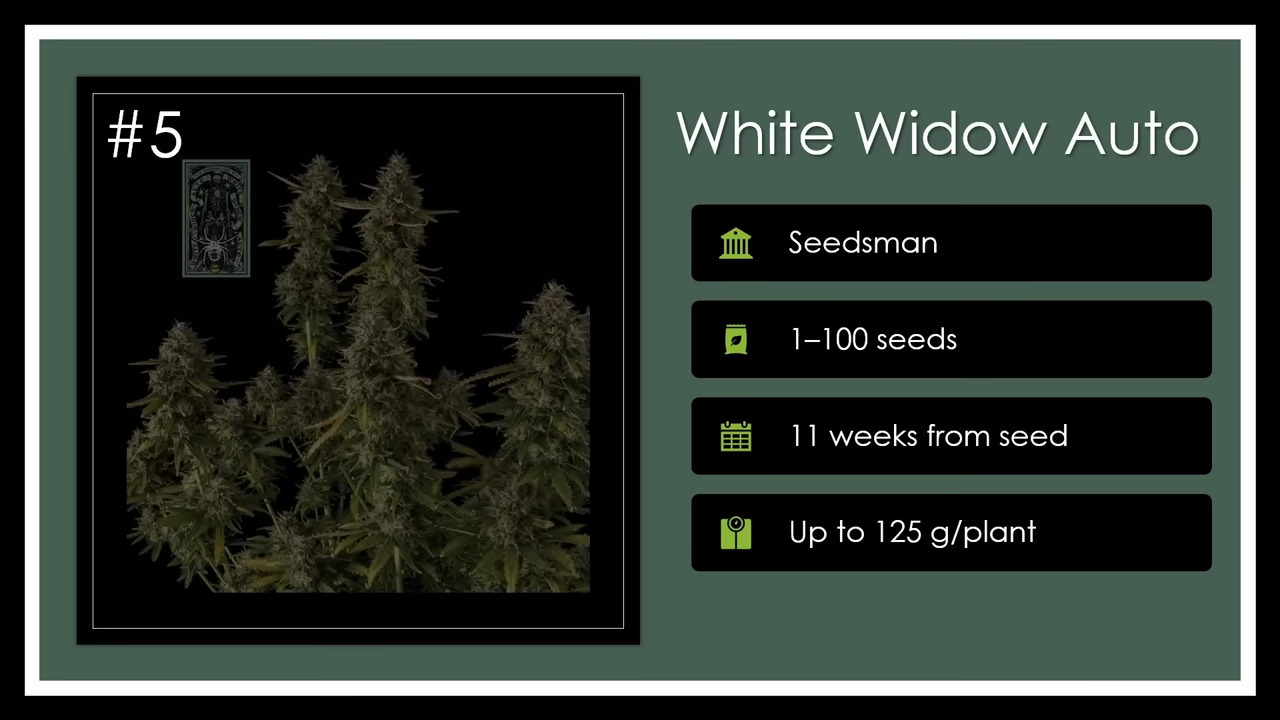 #5
White Widow Auto
Seedsman
1–100 seeds
11 weeks from seed
Up to 125 g/plant